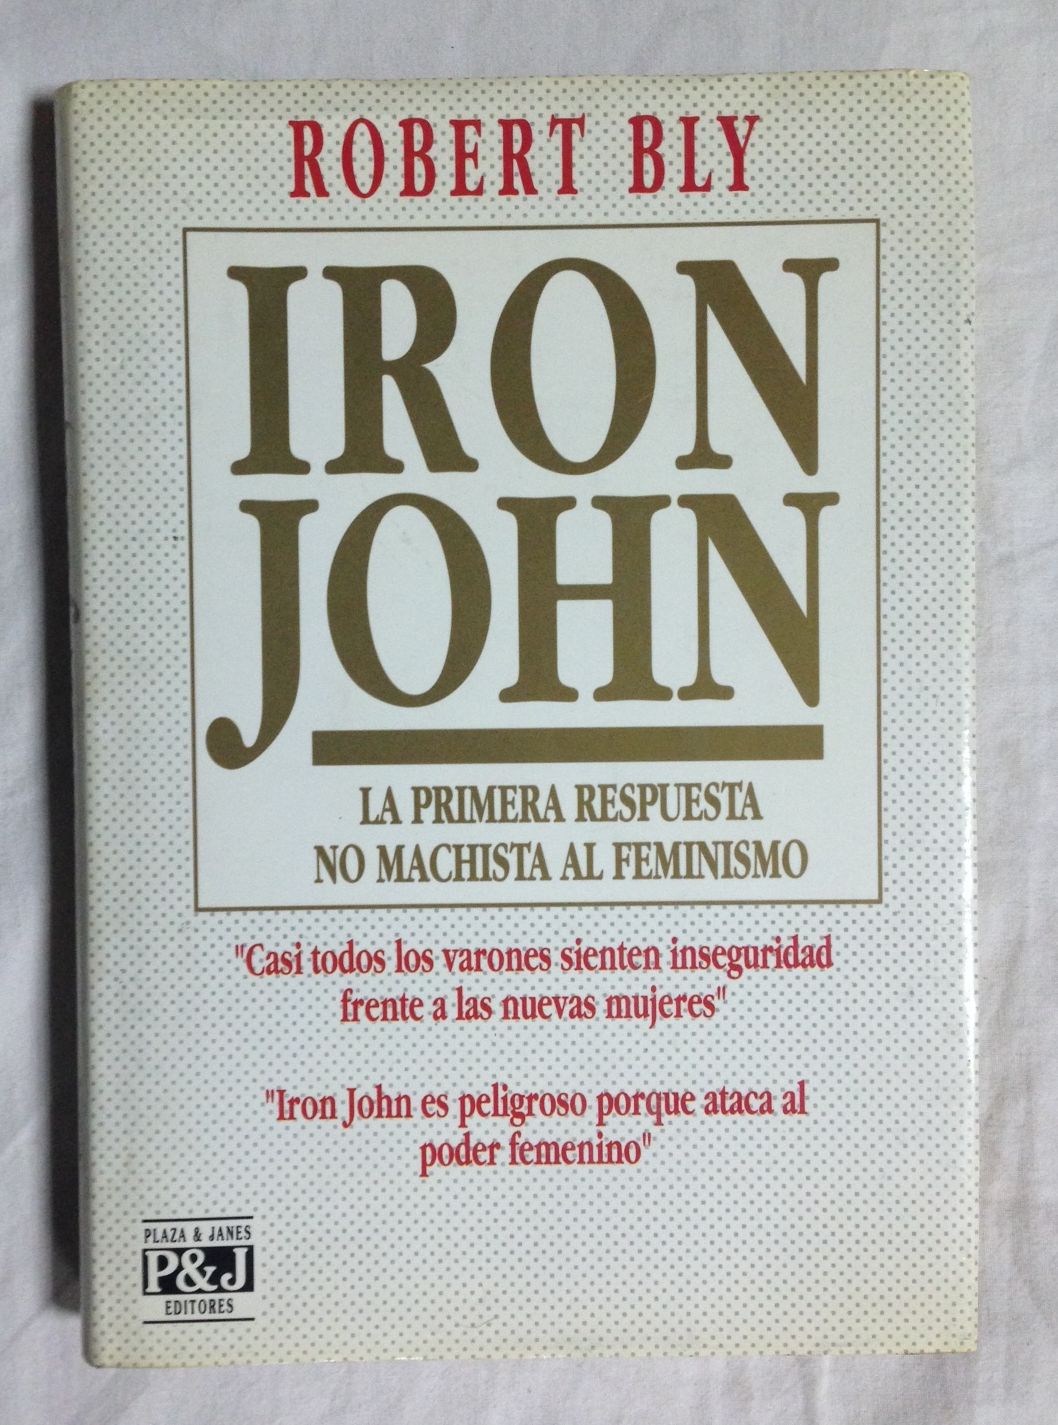 ROBERT BLY
IRON
JOHN
LA PRIMERA RESPUESTA
NO MACHISTA AL FEMINISMO
"Casi todos los varones sienten inseguridad
frente a las nuevas mujeres"
"Iron John es peligroso porque ataca al
poder femenino"
PLAZA & JANES
P&J
EDITORES